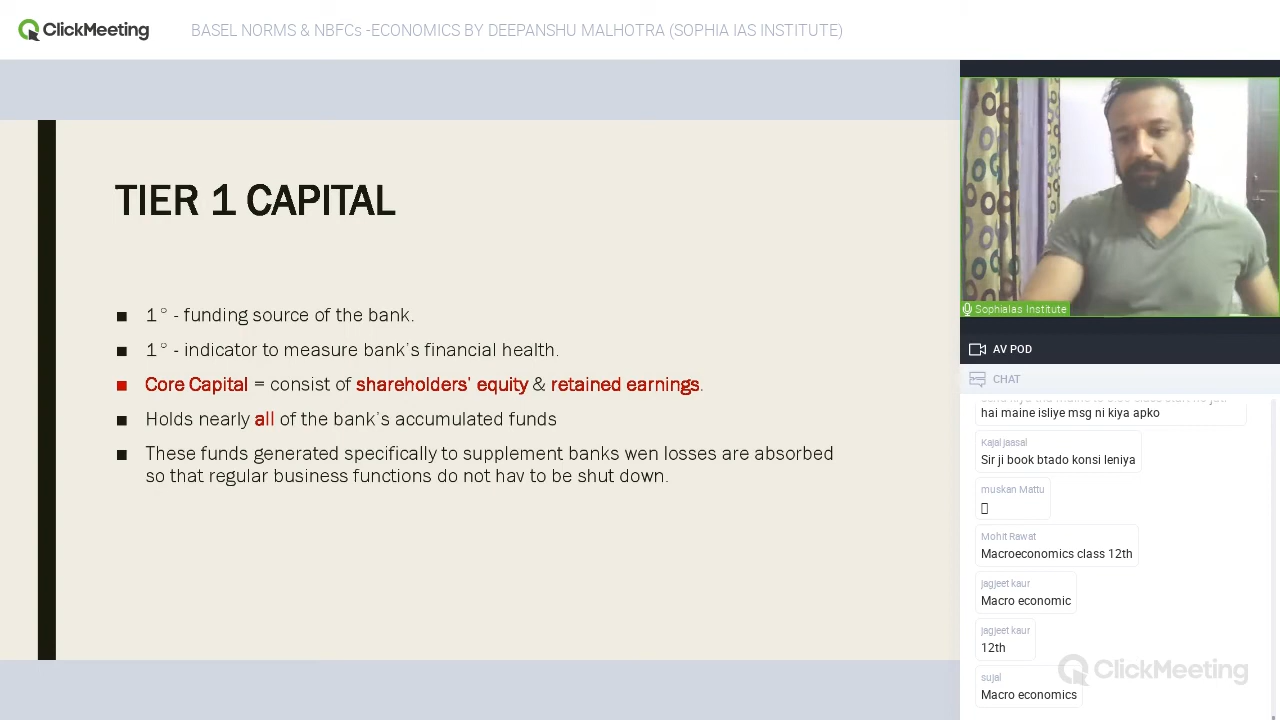 ClickMeeting
BASEL NORMS & NBFCs -ECONOMICS BY DEEPANSHU MALHOTRA (SOPHIA IAS INSTITUTE)
TIER 1 CAPITAL
■ 1° - funding source of the bank.
■ 1° - indicator to measure bank's financial health.
■ Core Capital = consist of shareholders' equity & retained earnings.
■ Holds nearly all of the bank's accumulated funds
■ These funds generated specifically to supplement banks wen losses are absorbed
so that regular business functions do not hav to be shut down.
SophiaIas Institute
AV POD
CHAT
hai maine isliye msg ni kiya apko
Kajal jaasal
Sir ji book btado konsi leniya
muskan Mattu
Mohit Rawat
Macroeconomics class 12th
jagjeet kaur
Macro economic
jagjeet kaur
12th
sujal
Macro economics
ClickMeeting